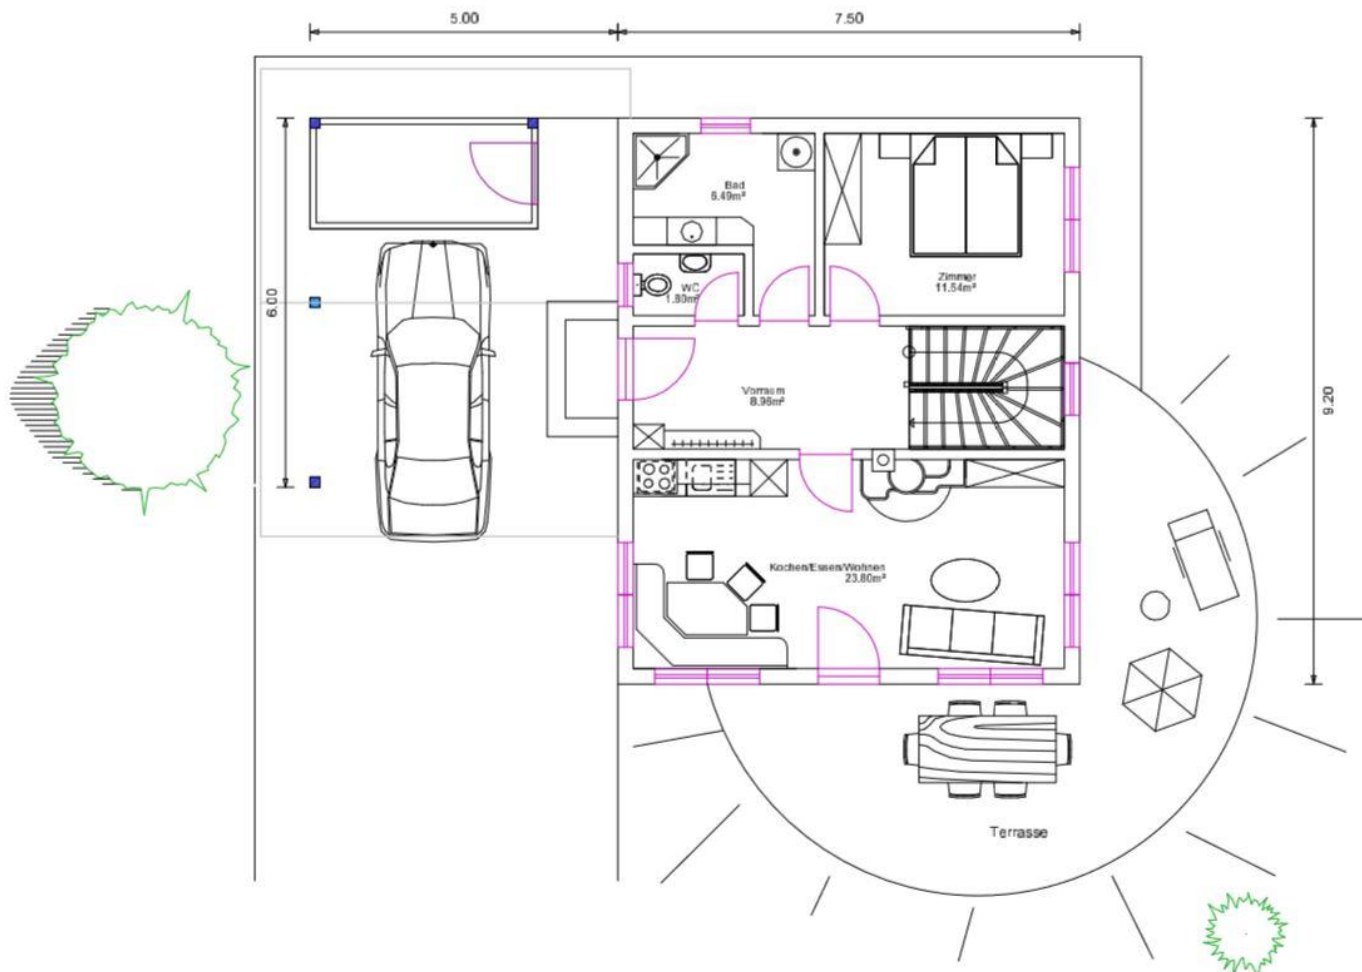 5.00
7.50
Bad
6.49m²
Zimmer
11.54m²
WC
1.80m²
6.00
9.20
Vorraum
8.96m²
Kochen/Essen/Wohnen
23.80m²
Terrasse